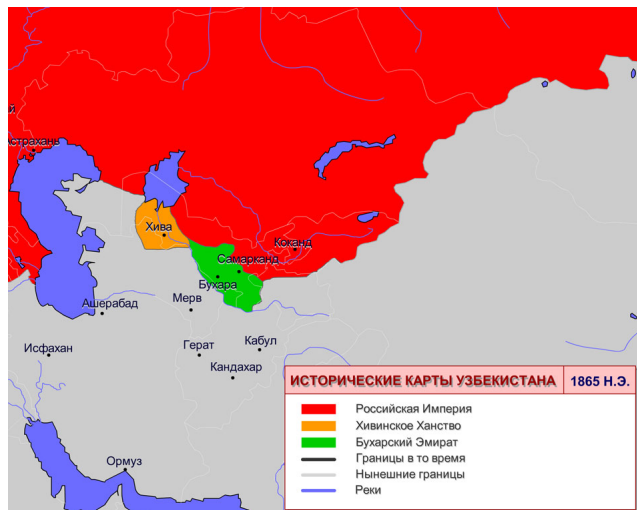 ай
Астрахань
Хива
Коканд
Самарканд
Бухара
Мерв
Ашерабад
Герат
Кабул
Исфахан
Кандахар
Ормуз
ИСТОРИЧЕСКИЕ КАРТЫ УЗБЕКИСТАНА 1865 Н.Э.
Российская Империя
Хивинское Ханство
Бухарский Эмират
Границы в то время
Нынешние границы
Реки